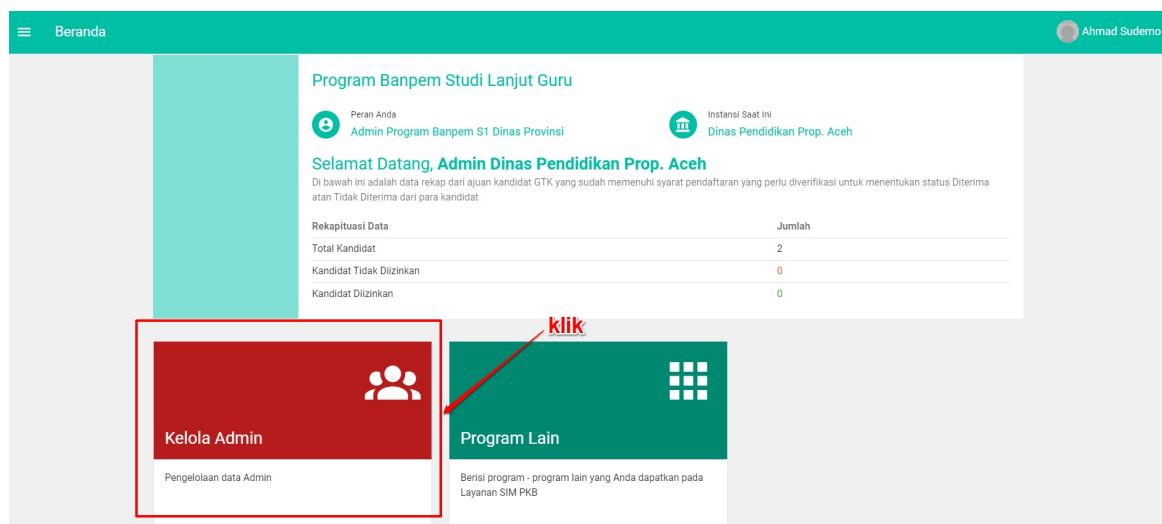 Beranda
Ahmad Sudemo
Program Banpem Studi Lanjut Guru
Peran Anda
Admin Program Banpem S1 Dinas Provinsi
Instansi Saat Ini
Dinas Pendidikan Prop. Aceh
Selamat Datang, Admin Dinas Pendidikan Prop. Aceh
Di bawah ini adalah data rekap dari ajuan kandidat GTK yang sudah memenuhi syarat pendaftaran yang perlu diverifikasi untuk menentukan status Diterima
atan Tidak Diterima dari para kandidat
Rekapituasi Data Jumlah
Total Kandidat 2
Kandidat Tidak Diizinkan 0
Kandidat Diizinkan 0
klik
Kelola Admin
Pengelolaan data Admin
Program Lain
Berisi program - program lain yang Anda dapatkan pada
Layanan SIM PKB